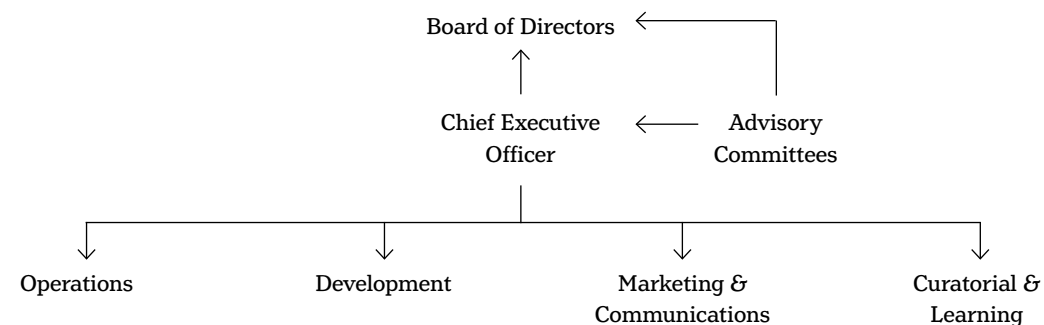 Board of Directors
Chief Executive
Officer
Advisory
Committees
Operations
Development
Marketing &
Communications
Curatorial &
Learning